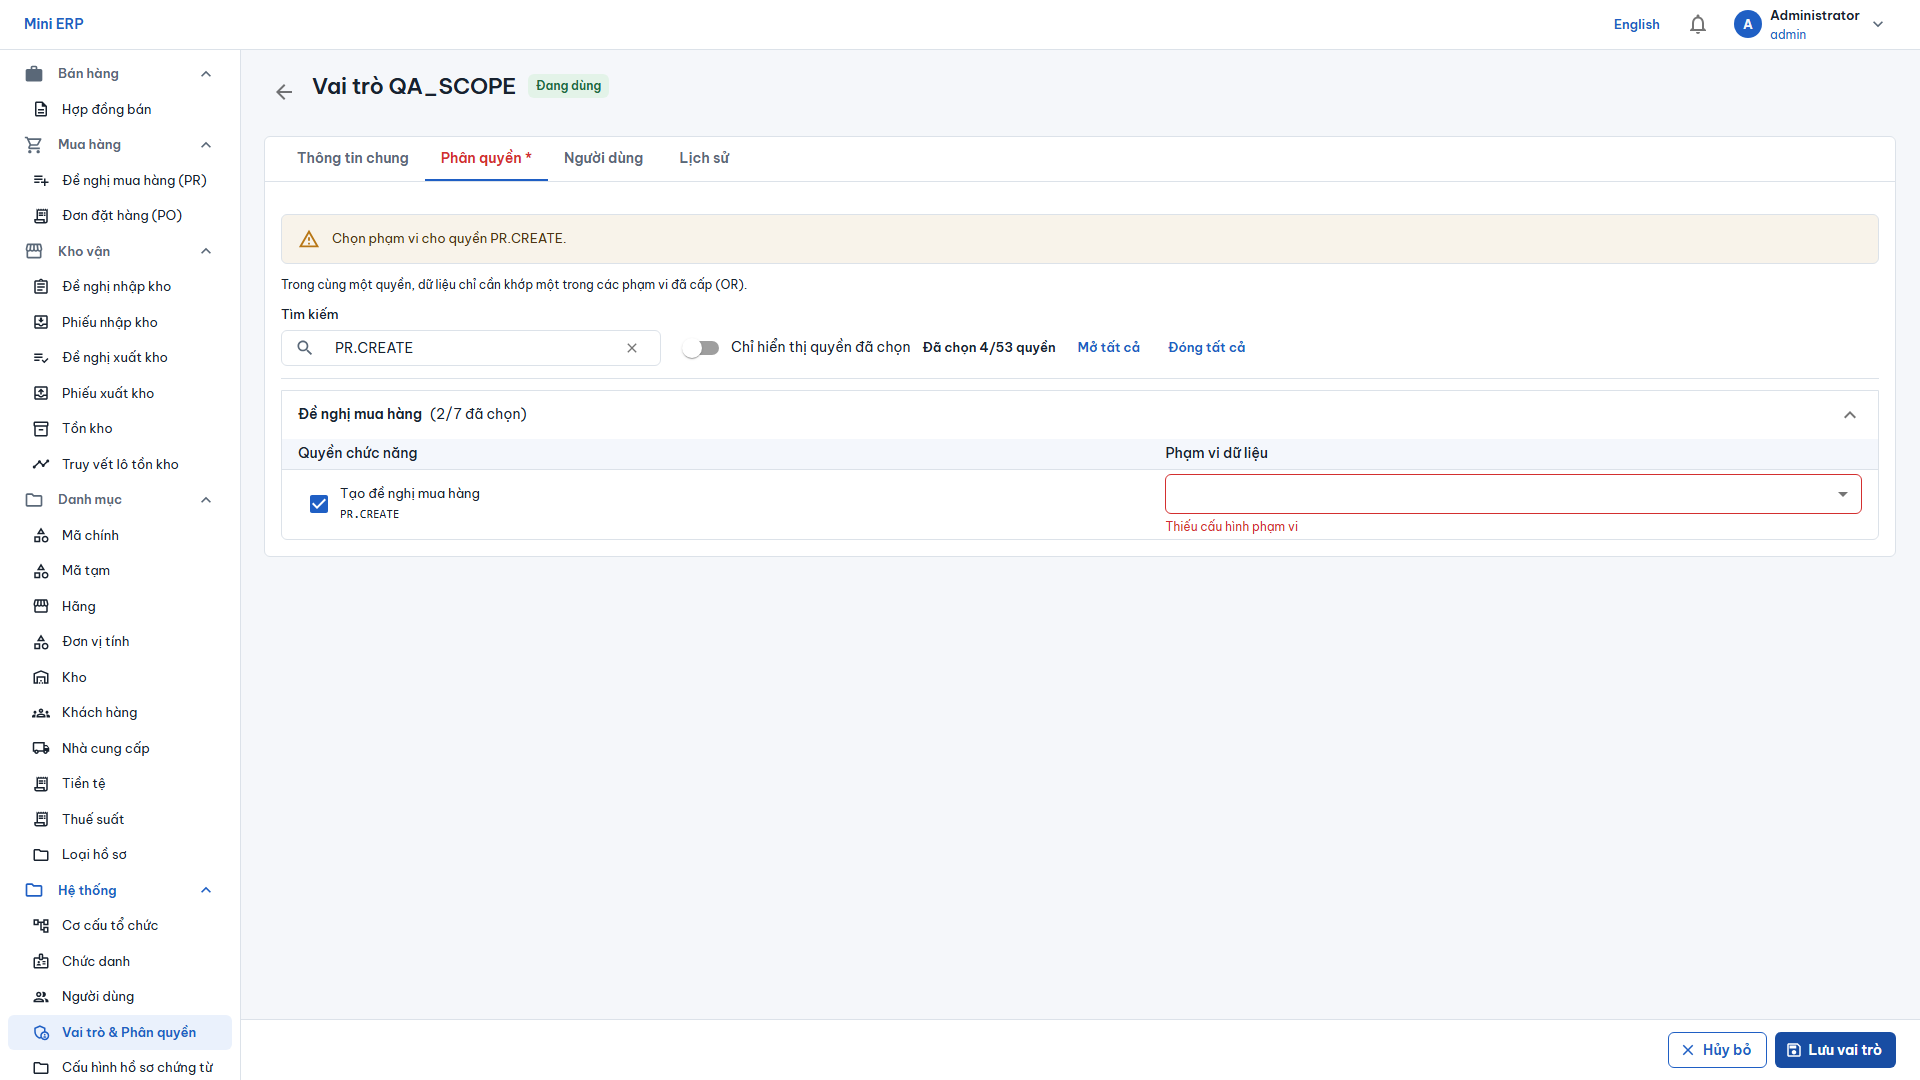 Mini ERP
English
A
Administrator
admin
Bán hàng
Hợp đồng bán
Mua hàng
Đề nghị mua hàng (PR)
Đơn đặt hàng (PO)
Kho vận
Đề nghị nhập kho
Phiếu nhập kho
Đề nghị xuất kho
Phiếu xuất kho
Tồn kho
Truy vết lô tồn kho
Danh mục
Mã chính
Mã tạm
Hãng
Đơn vị tính
Kho
Khách hàng
Nhà cung cấp
Tiền tệ
Thuế suất
Loại hồ sơ
Hệ thống
Cơ cấu tổ chức
Chức danh
Người dùng
Vai trò & Phân quyền
Cấu hình hồ sơ chứng từ
Vai trò QA_SCOPE
Đang dùng
Thông tin chung
Phân quyền *
Người dùng
Lịch sử
Chọn phạm vi cho quyền PR.CREATE.
Trong cùng một quyền, dữ liệu chỉ cần khớp một trong các phạm vi đã cấp (OR).
Tìm kiếm
PR.CREATE
Chỉ hiển thị quyền đã chọn
Đã chọn 4/53 quyền
Mở tất cả
Đóng tất cả
Đề nghị mua hàng (2/7 đã chọn)
Quyền chức năng
Phạm vi dữ liệu
Tạo đề nghị mua hàng
PR.CREATE
Thiếu cấu hình phạm vi
Hủy bỏ
Lưu vai trò